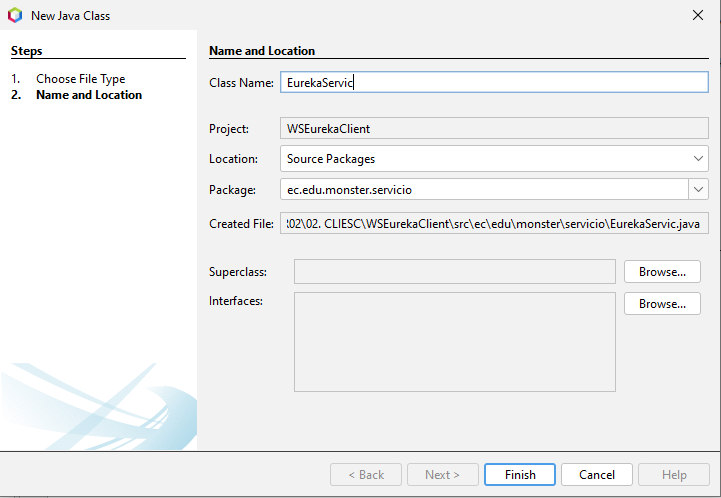 New Java Class
Steps
1. Choose File Type
2. Name and Location
Name and Location
Class Name: EurekaServic
Project: WSEurekaClient
Location: Source Packages
Package: ec.edu.monster.servicio
Created File: :02\02. CLIESC\WSEurekaClient\src\ec\edu\monster\servicio\EurekaServic.java
Superclass: Browse...
Interfaces: Browse...
< Back Next > Finish Cancel Help